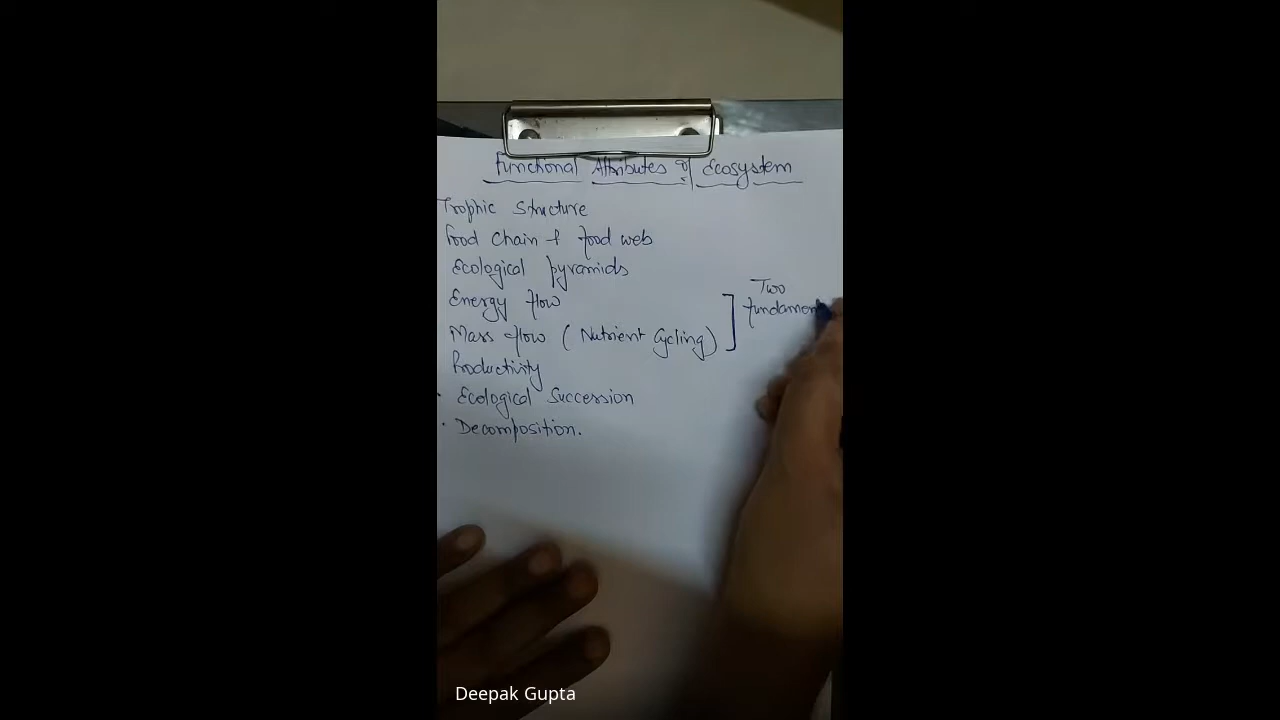 Functional Attributes of Ecosystem
Trophic Structure
Food Chain & food web
Ecological pyramids
Energy flow
Mass flow ( Nutrient Cycling)
Two
fundamen
Productivity
· Ecological Succession
· Decomposition.
Deepak Gupta